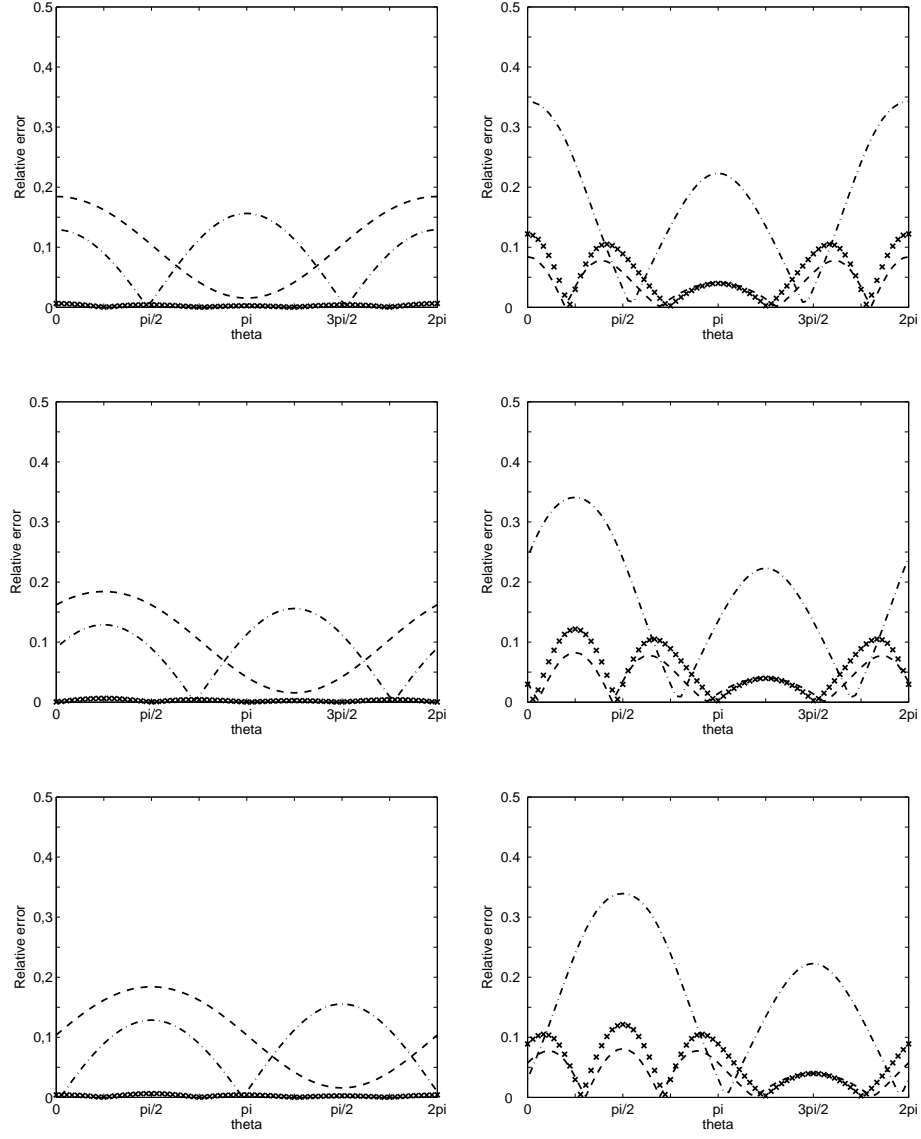 0.5
0,4
0,3
0,2
0,1
0
Relative error
0
pi/2
pi
3pi/2
2pi
theta
0.5
0.4
0,3
0,2
0.1
0
Relative error
0
pi/2
pi
3pi/2
2pi
theta
0.5
0.4
0.3
0.2
0.1
0
Relative error
0
pi/2
pi
3pi/2
2pi
theta
0.5
0.4
0.3
0.2
0.1
0
Relative error
0
pi/2
pi
3pi/2
2pi
theta
0.5
0,4
0,3
0,2
0,1
0
Relative error
0
pi/2
pi
pi/2
2pi
theta
0.5
0.4
0,3
0,2
0.1
0
Relative error
0
pi/2
pi
3pi/2
2pi
theta